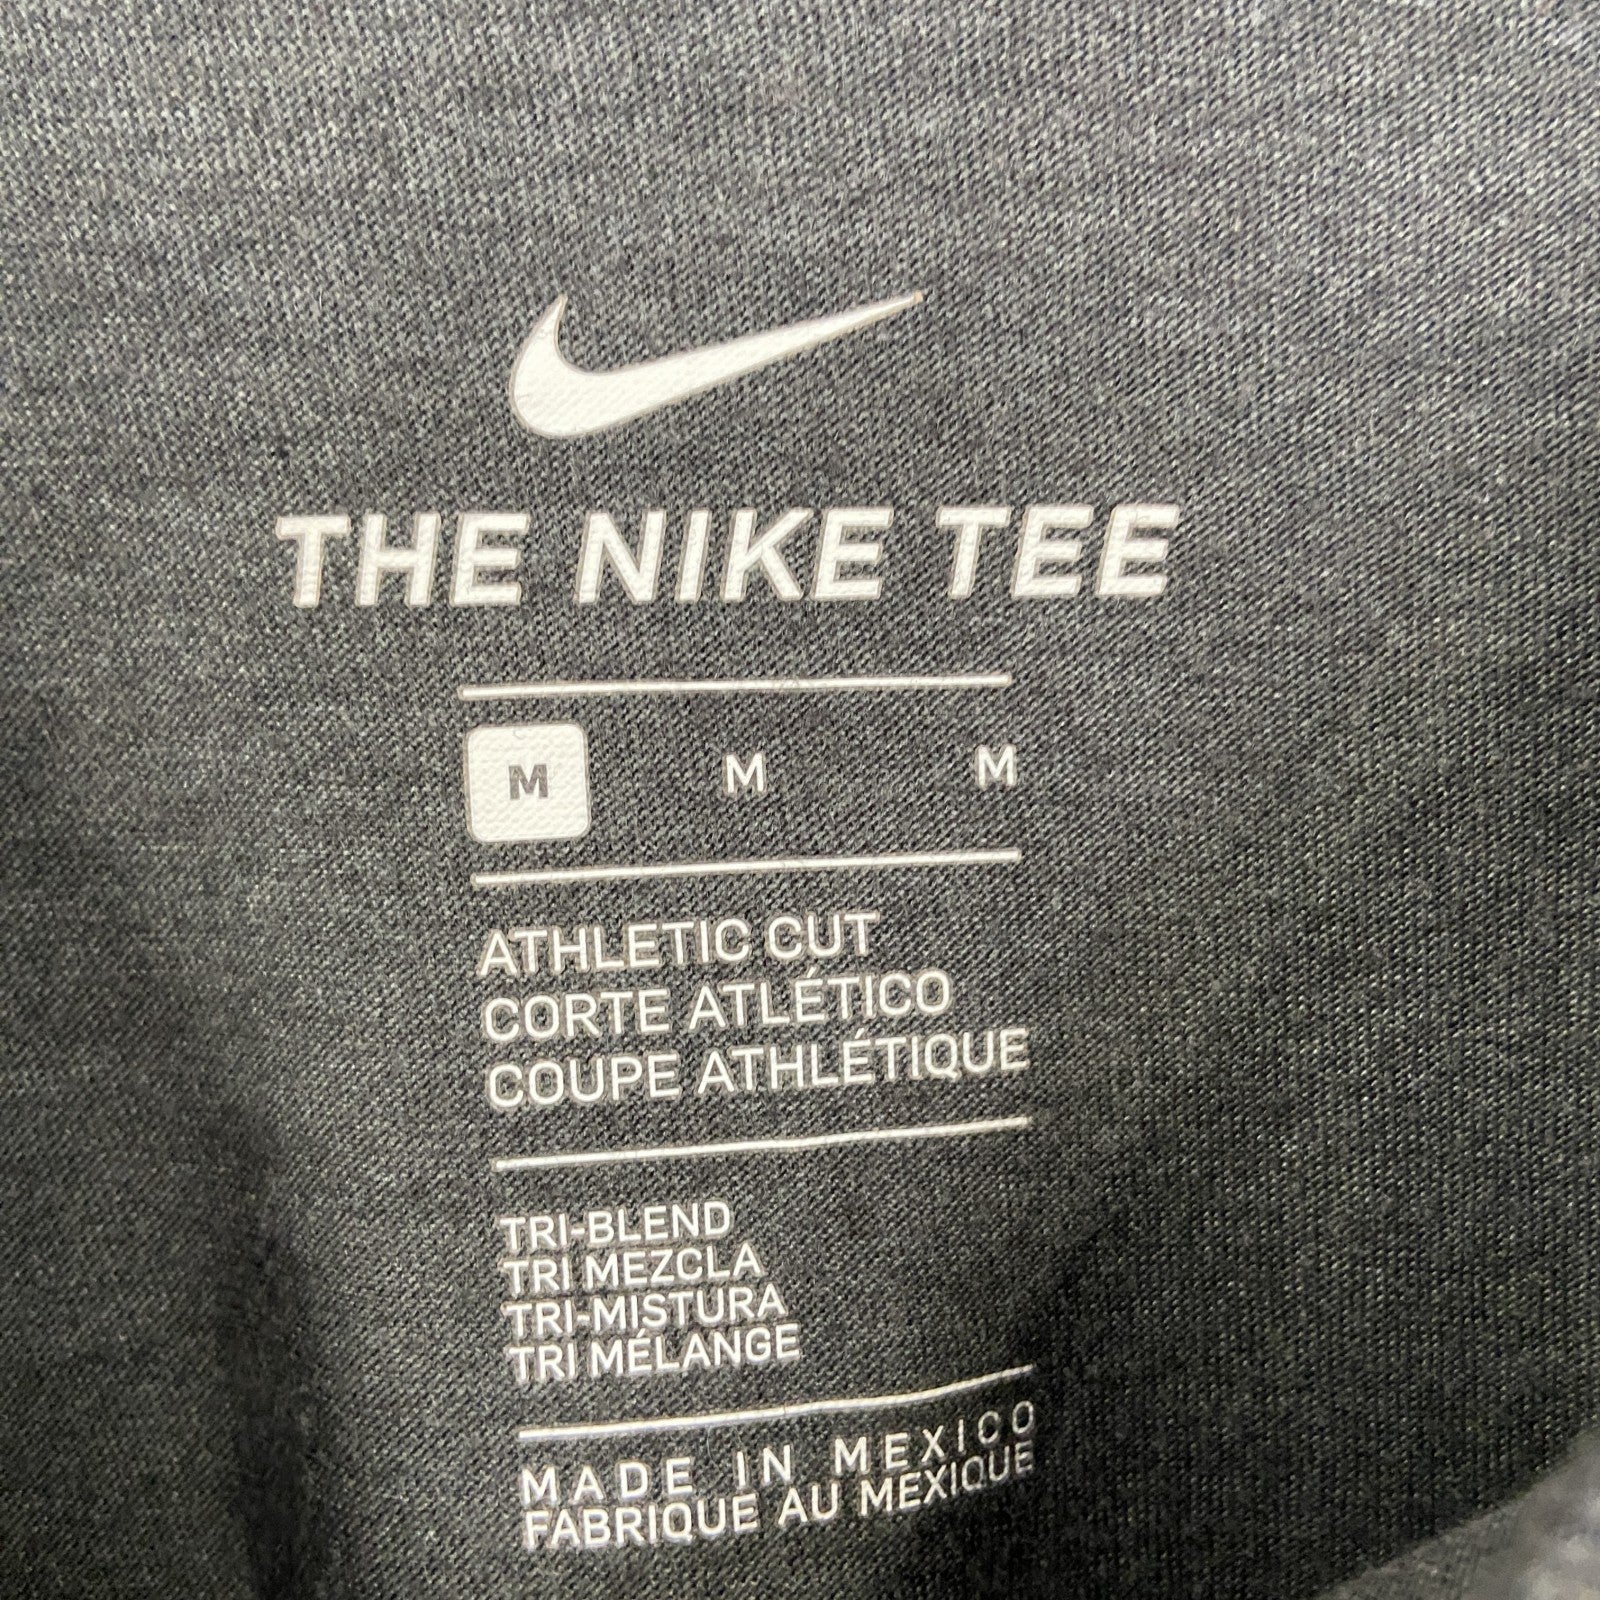 THE NIKE TEE
M M M
ATHLETIC CUT
CORTE ATLÉTICO
COUPE ATHLÉTIQUE
TRI-BLEND
TRI MEZCLA
TRI-MISTURA
TRI MÉLANGE
MADE IN MEXICO
FABRIQUE AU MEXIQUE